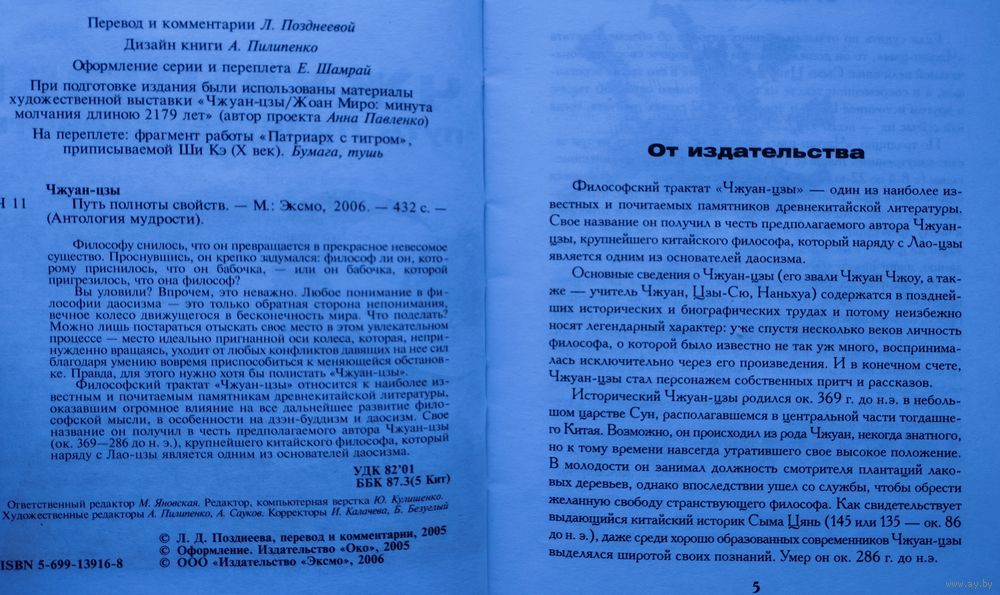 Перевод и комментарии Л. Позднеевой
Дизайн книги А. Пилипенко
Оформление серии и переплета Е. Шамрай
При подготовке издания были использованы материалы
художественной выставки «Чжуан-цзы/Жоан Миро: минута
молчания длиною 2179 лет» (автор проекта Анна Павленко)
На переплете: фрагмент работы «Патриарх с тигром»,
приписываемой Ши Кэ (X век). Бумага, тушь
Чжуан-цзы
Ч 11 Путь полноты свойств. — М.: Эксмо, 2006. — 432 с. —
(Антология мудрости).
Философу снилось, что он превращается в прекрасное невесомое
существо. Проснувшись, он крепко задумался: философ ли он, кото-
рому приснилось, что он бабочка, — или он бабочка, которой
пригрезилось, что она философ?
Вы уловили? Впрочем, это неважно. Любое понимание в фи-
лософии даосизма — это только обратная сторона непонимания,
вечное колесо движущегося в бесконечность мира. Что поделать?
Можно лишь постараться отыскать свое место в этом увлекательном
процессе — место идеально пригнанной оси колеса, которая, непри-
нужденно вращаясь, уходит от любых конфликтов давящих на нее сил
благодаря умению вовремя приспособиться к меняющейся обстанов-
ке. Правда, для этого нужно хотя бы полистать «Чжуан-цзы».
Философский трактат «Чжуан-цзы» относится к наиболее из-
вестным и почитаемым памятникам древнекитайской литературы,
оказавшим огромное влияние на все дальнейшее развитие фило-
софской мысли, в особенности на дзэн-буддизм и даосизм. Свое
название он получил в честь предполагаемого автора Чжуан-цзы
(ок. 369—286 до н. э.), крупнейшего китайского философа, который
наряду с Лао-цзы является одним из основателей даосизма.
УДК 82'01
ББК 87.3(5 Кит)
Ответственный редактор М. Яновская. Редактор, компьютерная верстка Ю. Кулишенко.
Художественные редакторы А. Пилипенко, А. Сауков. Корректоры И. Калачева, Б. Безуглый
© Л. Д. Позднеева, перевод и комментарии, 2005
© Оформление. Издательство «Око», 2005
ISBN 5-699-13916-8 © ООО «Издательство «Эксмо», 2006
От издательства
Философский трактат «Чжуан-цзы» — один из наиболее из-
вестных и почитаемых памятников древнекитайской литературы.
Свое название он получил в честь предполагаемого автора Чжуан-
цзы, крупнейшего китайского философа, который наряду с Лао-цзы
является одним из основателей даосизма.
Основные сведения о Чжуан-цзы (его звали Чжуан Чжоу, а так-
же — учитель Чжуан, Цзы-Сю, Наньхуа) содержатся в поздней-
ших исторических и биографических трудах и потому неизбежно
носят легендарный характер: уже спустя несколько веков личность
философа, о которой было известно не так уж много, воспринима-
лась исключительно через его произведения. И в конечном счете,
Чжуан-цзы стал персонажем собственных притч и рассказов.
Исторический Чжуан-цзы родился ок. 369 г. до н.э. в неболь-
шом царстве Сун, располагавшемся в центральной части тогдашне-
го Китая. Возможно, он происходил из рода Чжуан, некогда знатного,
но к тому времени навсегда утратившего свое высокое положение.
В молодости он занимал должность смотрителя плантаций лако-
вых деревьев, однако впоследствии ушел со службы, чтобы обрести
желанную свободу странствующего философа. Как свидетельствует
выдающийся китайский историк Сыма Цянь (145 или 135 — ок. 86
до н.э.), даже среди хорошо образованных современников Чжуан-цзы
выделялся широтой своих познаний. Умер он ок. 286 г. до н.э.
5
www.ay.by